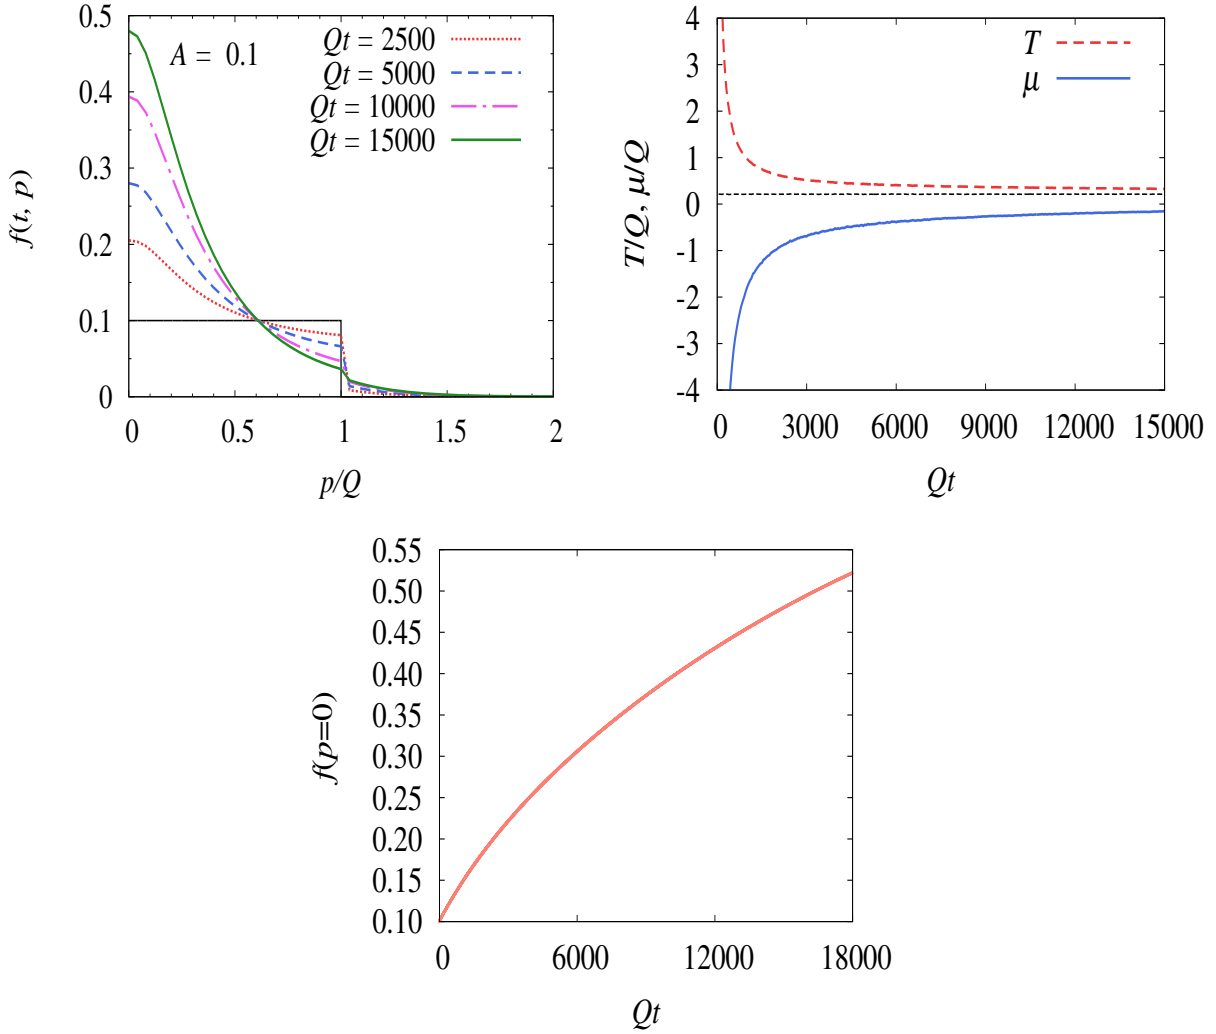 f(t, p)
0.5
0.4
0.3
0.2
0.1
0
A = 0.1
Qt = 2500
Qt = 5000
Qt = 10000
Qt = 15000
0 0.5 1 1.5 2
p/Q
T/Q, μ/Q
4
3
2
1
0
-1
-2
-3
-4
T
μ
0 3000 6000 9000 12000 15000
Qt
f(p=0)
0.55
0.50
0.45
0.40
0.35
0.30
0.25
0.20
0.15
0.10
0 6000 12000 18000
Qt